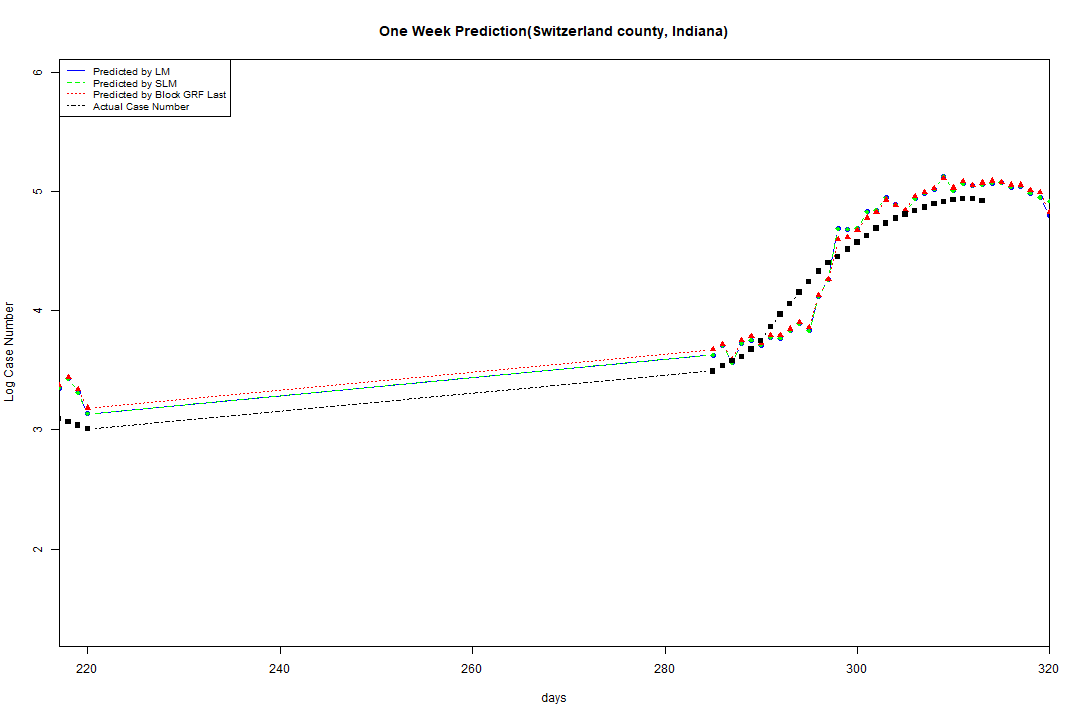 One Week Prediction(Switzerland county, Indiana)
Predicted by LM
Predicted by SLM
Predicted by Block GRF Last
Actual Case Number
6
5
4
3
2
Log Case Number
220 240 260 280 300 320
days